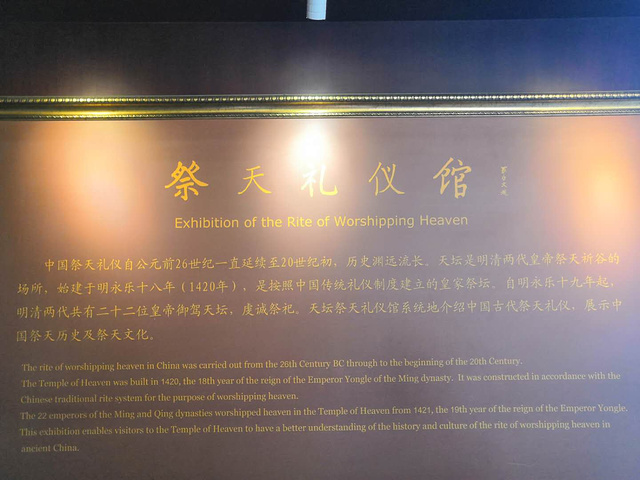 祭天礼仪馆
Exhibition of the Rite of Worshipping Heaven
中国祭天礼仪自公元前26世纪一直延续至20世纪初，历史渊远流长。天坛是明清两代皇帝祭天祈谷的
场所，始建于明永乐十八年（1420年），是按照中国传统礼仪制度建立的皇家祭坛。自明永乐十九年起，
明清两代共有二十二位皇帝御驾天坛，虔诚祭祀。天坛祭天礼仪馆系统地介绍中国古代祭天礼仪，展示中
国祭天历史及祭天文化。
The rite of worshipping heaven in China was carried out from the 26th Century BC through to the beginning of the 20th Century.
The Temple of Heaven was built in 1420, the 18th year of the reign of the Emperor Yongle of the Ming dynasty. It was constructed in accordance with the
Chinese traditional rite system for the purpose of worshipping heaven.
The 22 emperors of the Ming and Qing dynasties worshipped heaven in the Temple of Heaven from 1421, the 19th year of the reign of the Emperor Yongle.
This exhibition enables visitors to the Temple of Heaven to have a better understanding of the history and culture of the rite of worshipping heaven in
ancient China.